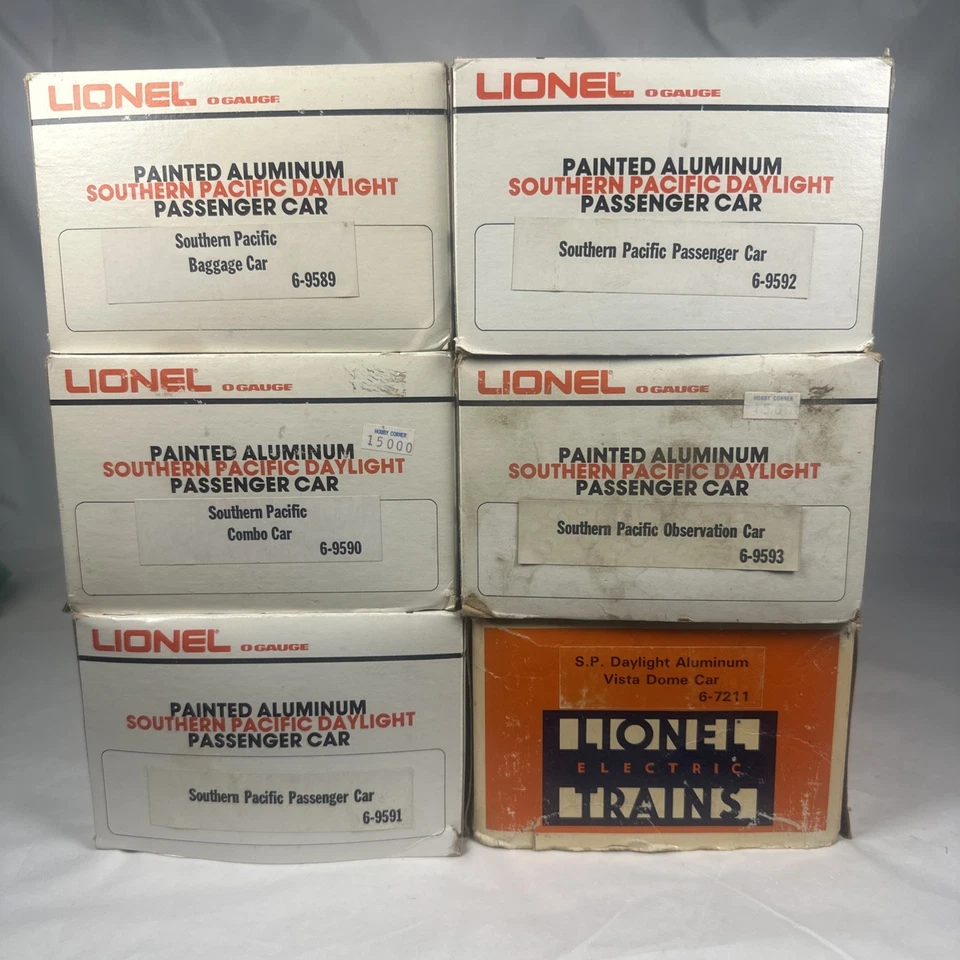 LIONEL O GAUGE
PAINTED ALUMINUM
SOUTHERN PACIFIC DAYLIGHT
PASSENGER CAR
Southern Pacific
Baggage Car
6-9589
LIONEL O GAUGE
PAINTED ALUMINUM
SOUTHERN PACIFIC DAYLIGHT
PASSENGER CAR
Southern Pacific Passenger Car
6-9592
LIONEL O GAUGE
HOBBY CORNER
15000
PAINTED ALUMINUM
SOUTHERN PACIFIC DAYLIGHT
PASSENGER CAR
Southern Pacific
Combo Car
6-9590
LIONEL O GAUGE
HOBBY CORNER
PAINTED ALUMINUM
SOUTHERN PACIFIC DAYLIGHT
PASSENGER CAR
Southern Pacific Observation Car
6-9593
LIONEL O GAUGE
PAINTED ALUMINUM
SOUTHERN PACIFIC DAYLIGHT
PASSENGER CAR
Southern Pacific Passenger Car
6-9591
S.P. Daylight Aluminum
Vista Dome Car
6-7211
LIONEL
ELECTRIC
TRAINS